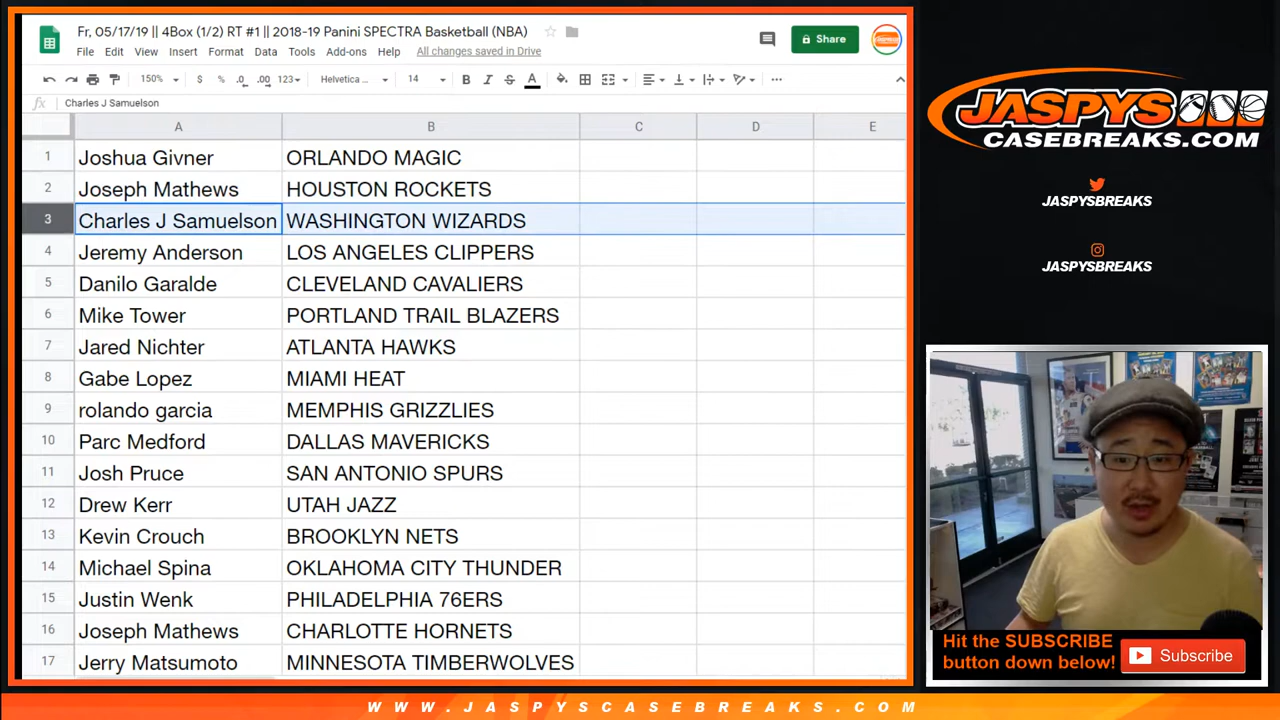 Fr, 05/17/19 || 4Box (1/2) RT #1 || 2018-19 Panini SPECTRA Basketball (NBA)
File Edit View Insert Format Data Tools Add-ons Help All changes saved in Drive
Share
150% $ % .0 .00 123 Helvetica ... 14 B I S A
fx Charles J Samuelson
A B C D E
1 Joshua Givner ORLANDO MAGIC
2 Joseph Mathews HOUSTON ROCKETS
3 Charles J Samuelson WASHINGTON WIZARDS
4 Jeremy Anderson LOS ANGELES CLIPPERS
5 Danilo Garalde CLEVELAND CAVALIERS
6 Mike Tower PORTLAND TRAIL BLAZERS
7 Jared Nichter ATLANTA HAWKS
8 Gabe Lopez MIAMI HEAT
9 rolando garcia MEMPHIS GRIZZLIES
10 Parc Medford DALLAS MAVERICKS
11 Josh Pruce SAN ANTONIO SPURS
12 Drew Kerr UTAH JAZZ
13 Kevin Crouch BROOKLYN NETS
14 Michael Spina OKLAHOMA CITY THUNDER
15 Justin Wenk PHILADELPHIA 76ERS
16 Joseph Mathews CHARLOTTE HORNETS
17 Jerry Matsumoto MINNESOTA TIMBERWOLVES
JASPYS
CASEBREAKS.COM
JASPYSBREAKS
JASPYSBREAKS
Hit the SUBSCRIBE
button down below!
Subscribe
WWW.JASPYSCASEBREAKS.COM